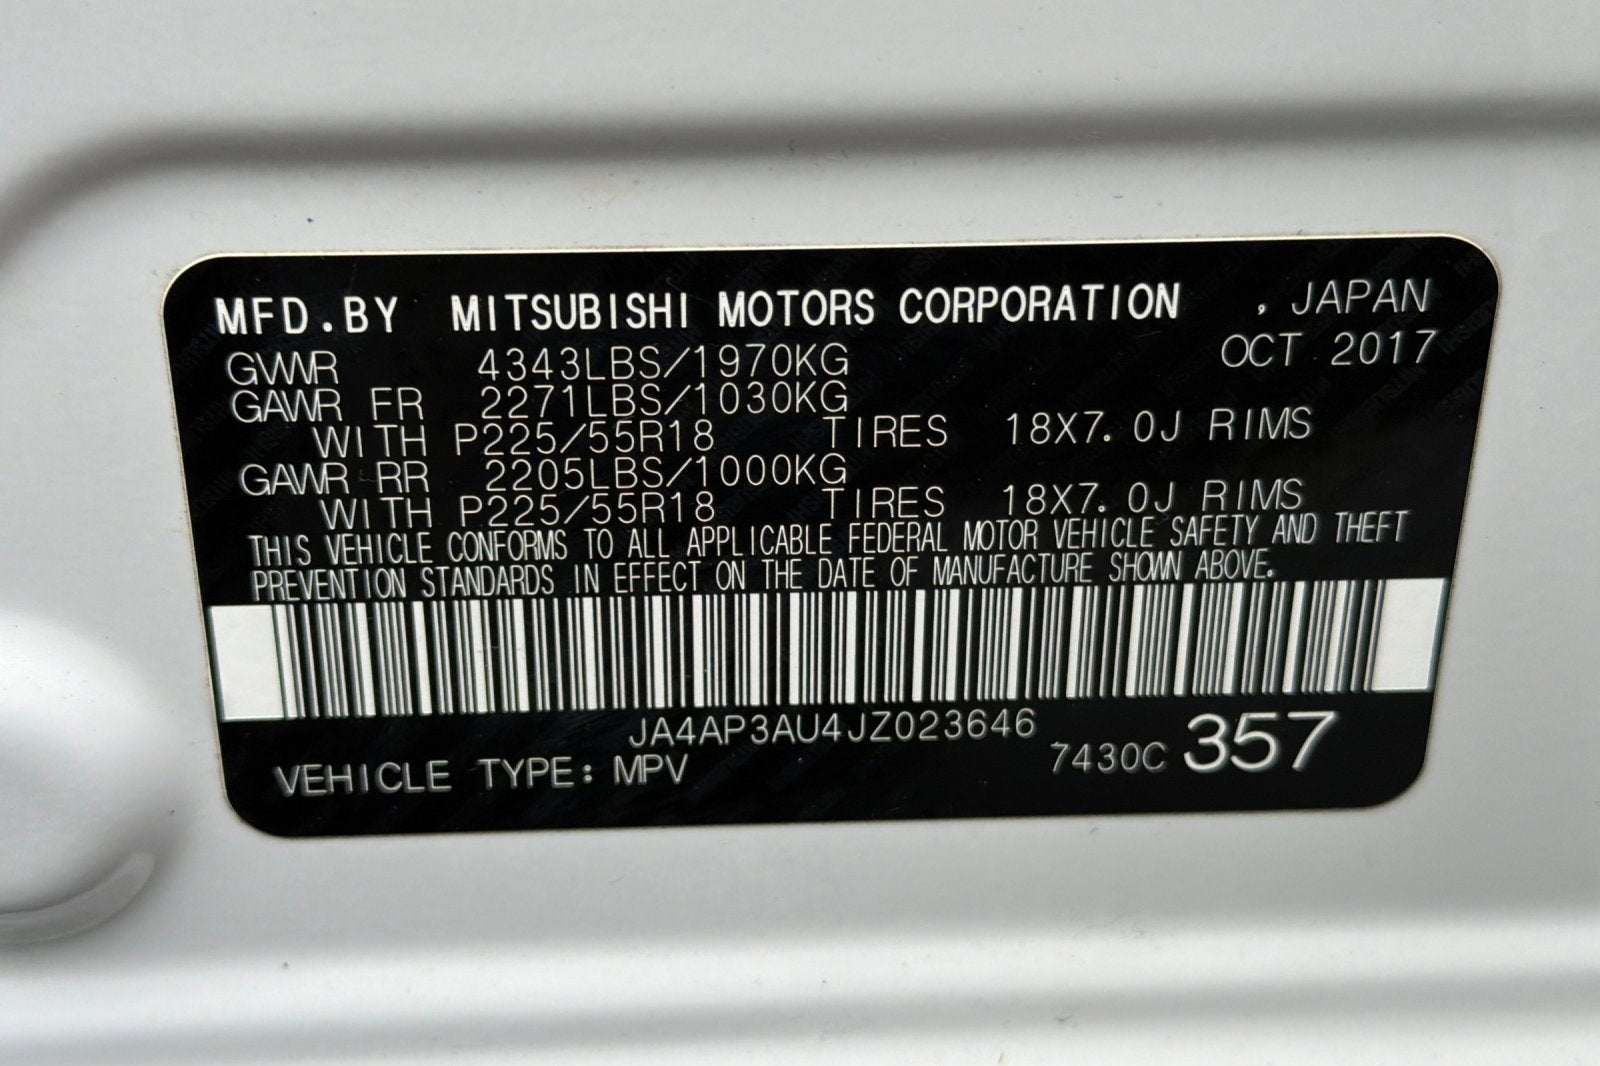 MFD.BY MITSUBISHI MOTORS CORPORATION , JAPAN
OCT 2017
GVWR 4343LBS/1970KG
GAWR FR 2271LBS/1030KG
WITH P225/55R18 TIRES 18X7.0J RIMS
GAWR RR 2205LBS/1000KG
WITH P225/55R18 TIRES 18X7.0J RIMS
THIS VEHICLE CONFORMS TO ALL APPLICABLE FEDERAL MOTOR VEHICLE SAFETY AND THEFT
PREVENTION STANDARDS IN EFFECT ON THE DATE OF MANUFACTURE SHOWN ABOVE.
JA4AP3AU4JZ023646
VEHICLE TYPE: MPV 7430C 357